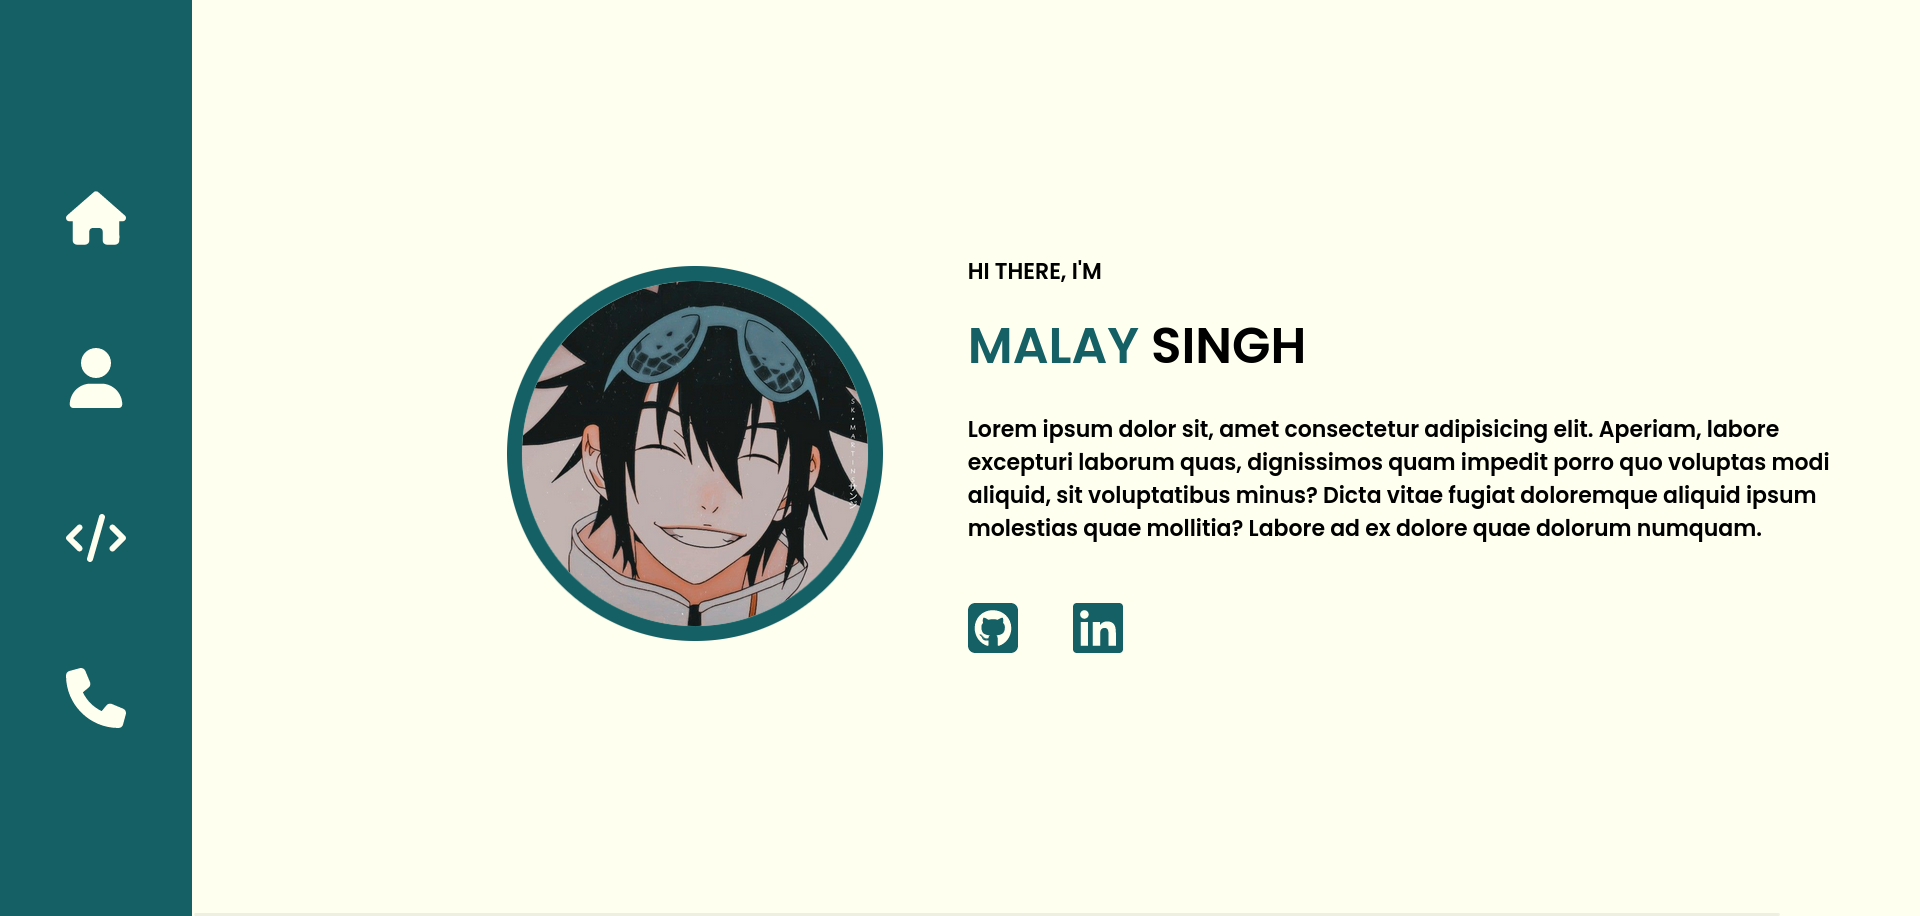 HI THERE, I'M
MALAY SINGH
Lorem ipsum dolor sit, amet consectetur adipisicing elit. Aperiam, labore
excepturi laborum quas, dignissimos quam impedit porro quo voluptas modi
aliquid, sit voluptatibus minus? Dicta vitae fugiat doloremque aliquid ipsum
molestias quae mollitia? Labore ad ex dolore quae dolorum numquam.
in